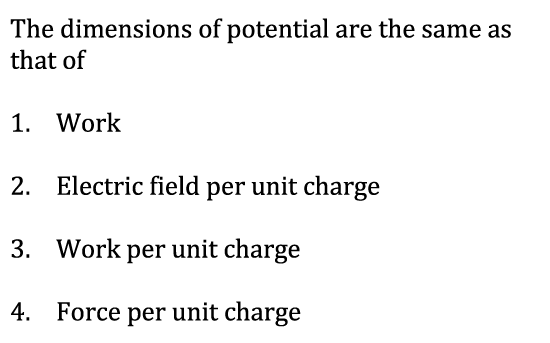 The dimensions of potential are the same as
that of
1. Work
2. Electric field per unit charge
3. Work per unit charge
4. Force per unit charge